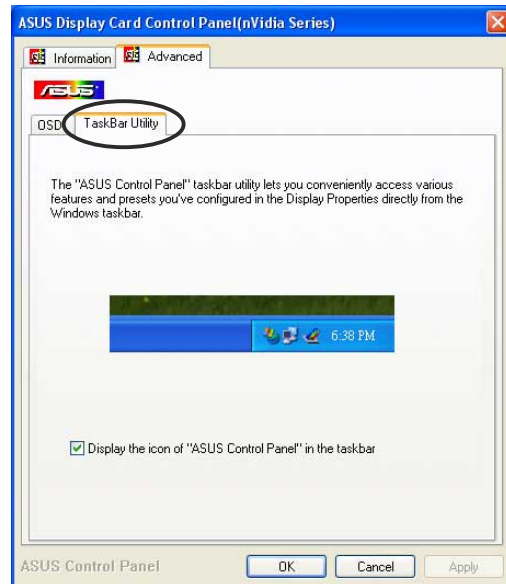 ASUS Display Card Control Panel(nVidia Series)
Information Advanced
ASUS
OSD TaskBar Utility
The "ASUS Control Panel" taskbar utility lets you conveniently access various
features and presets you've configured in the Display Properties directly from the
Windows taskbar.
6:38 PM
Display the icon of "ASUS Control Panel" in the taskbar
ASUS Control Panel OK Cancel Apply